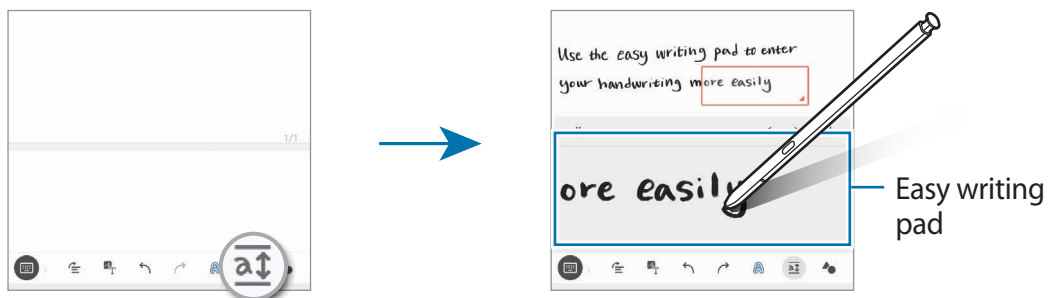 1/1
a
Use the easy writing pad to enter
your handwriting more easily
ore easily
Easy writing
pad
a